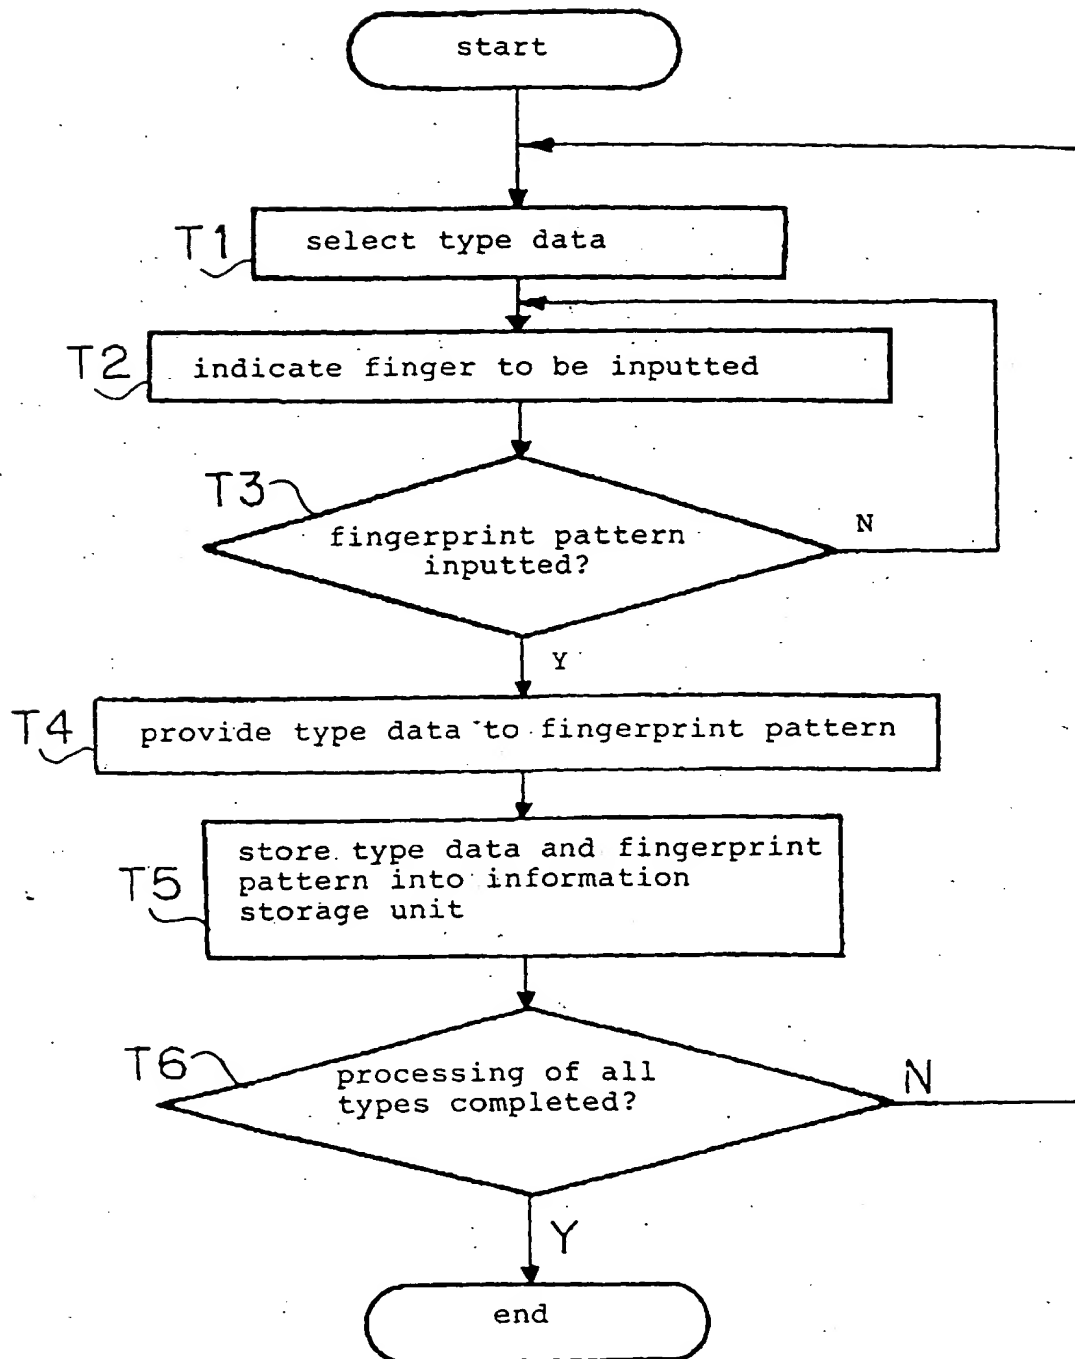 start
T1
select type data
T2
indicate finger to be inputted
T3
fingerprint pattern
inputted?
N
Y
T4
provide type data to fingerprint pattern
T5
store type data and fingerprint
pattern into information
storage unit
T6
processing of all
types completed?
N
Y
end